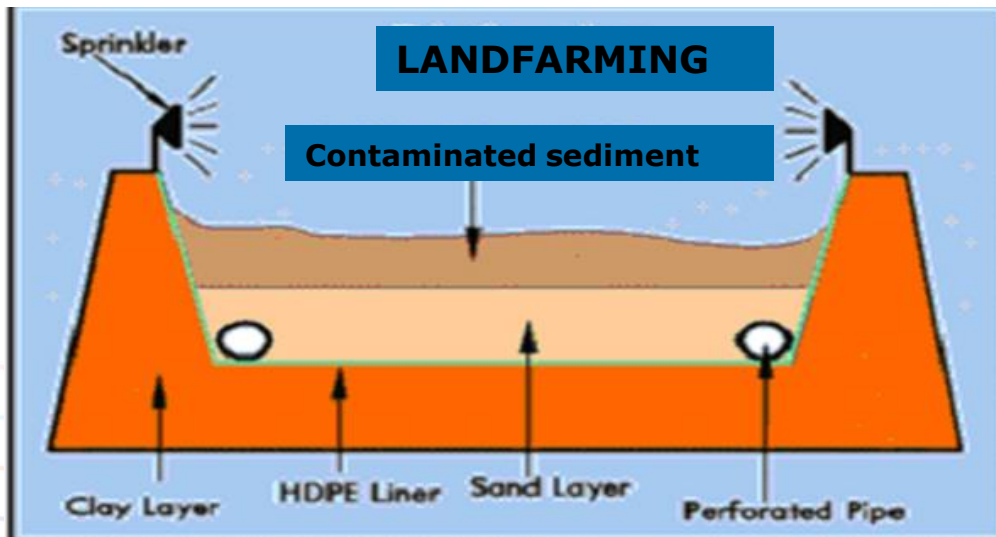 Sprinkler
LANDFARMING
Contaminated sediment
Clay Layer
HDPE Liner
Sand Layer
Perforated Pipe